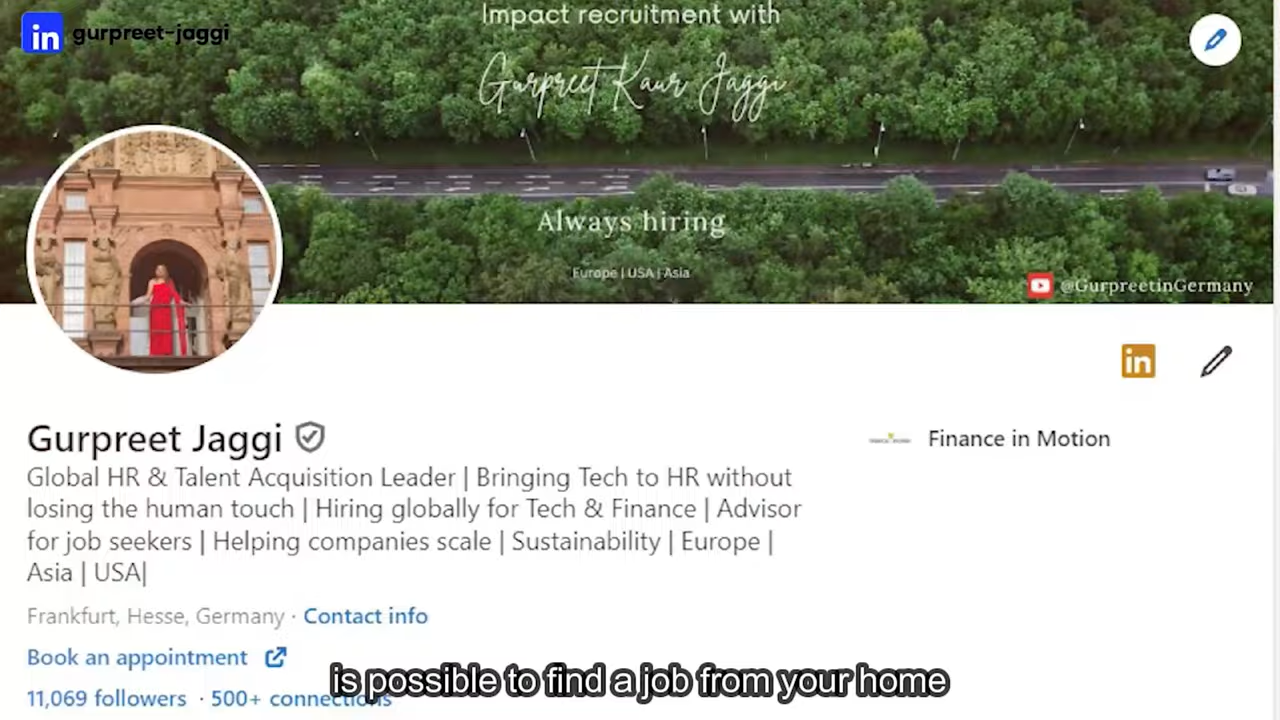 Impact recruitment with
in gurpreet-jaggi
Gurpreet Kaur Jaggi
Always hiring
Europe | USA | Asia
@GurpreetinGermany
in
Gurpreet Jaggi
Finance in Motion
Global HR & Talent Acquisition Leader | Bringing Tech to HR without
losing the human touch | Hiring globally for Tech & Finance | Advisor
for job seekers | Helping companies scale | Sustainability | Europe |
Asia | USA|
Frankfurt, Hesse, Germany · Contact info
Book an appointment
is possible to find a job from your home
11,069 followers · 500+ connections